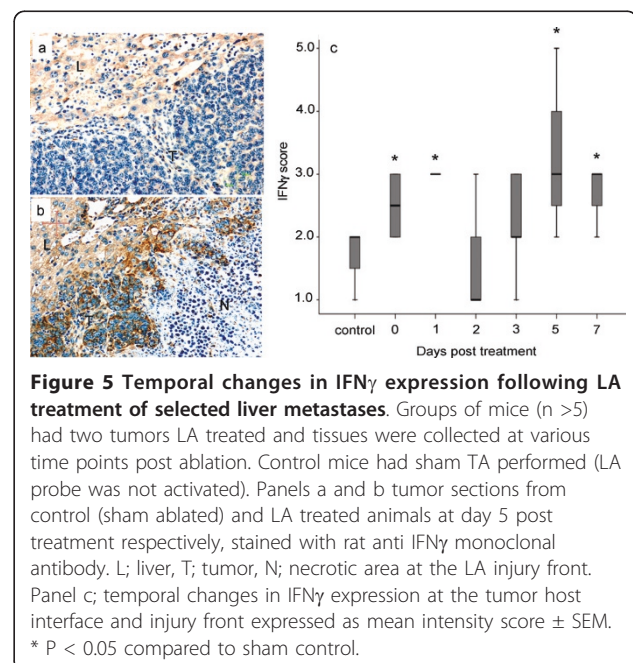 a
L
T
b
L
T
N
c
*
5.0
4.0
*
*
*
3.0
IFNγ score
2.0
1.0
control 0 1 2 3 5 7
Days post treatment
Figure 5 Temporal changes in IFNγ expression following LA
treatment of selected liver metastases. Groups of mice (n >5)
had two tumors LA treated and tissues were collected at various
time points post ablation. Control mice had sham TA performed (LA
probe was not activated). Panels a and b tumor sections from
control (sham ablated) and LA treated animals at day 5 post
treatment respectively, stained with rat anti IFNγ monoclonal
antibody. L; liver, T; tumor, N; necrotic area at the LA injury front.
Panel c; temporal changes in IFNγ expression at the tumor host
interface and injury front expressed as mean intensity score ± SEM.
* P < 0.05 compared to sham control.